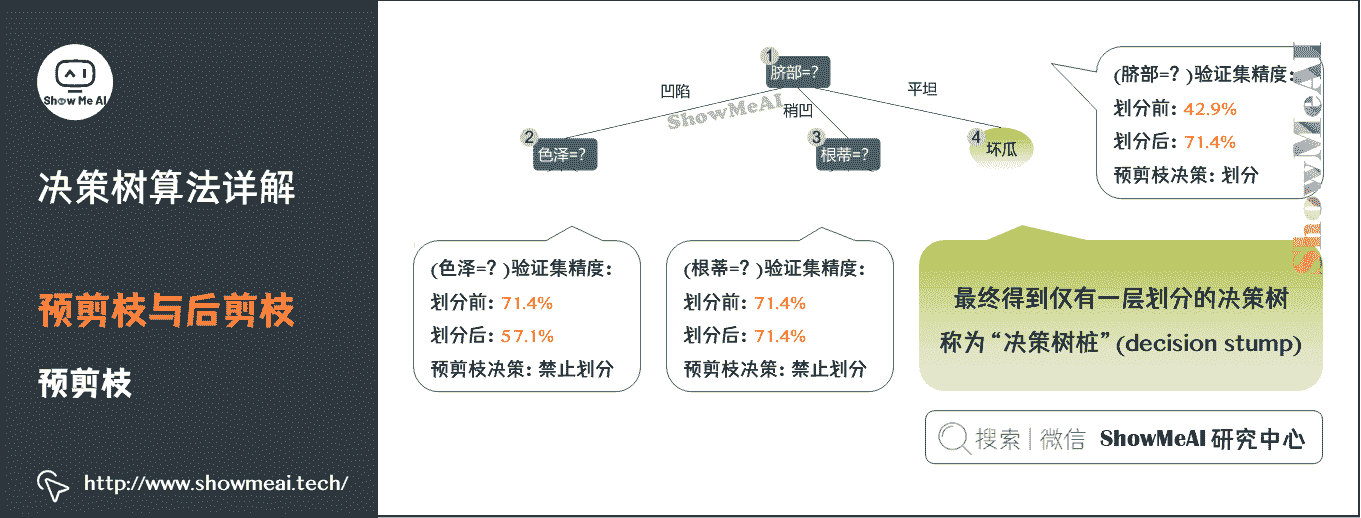 Show Me AI
决策树算法详解
预剪枝与后剪枝
预剪枝
http://www.showmeai.tech/
1
脐部=?
凹陷
稍凹
平坦
ShowMeAI
2
色泽=?
3
根蒂=?
4
坏瓜
(脐部=?)验证集精度:
划分前: 42.9%
划分后: 71.4%
预剪枝决策: 划分
ShowMeAI
(色泽=?)验证集精度:
划分前: 71.4%
划分后: 57.1%
预剪枝决策: 禁止划分
(根蒂=?)验证集精度:
划分前: 71.4%
划分后: 71.4%
预剪枝决策: 禁止划分
最终得到仅有一层划分的决策树
称为“决策树桩”(decision stump)
搜索|微信 ShowMeAI 研究中心